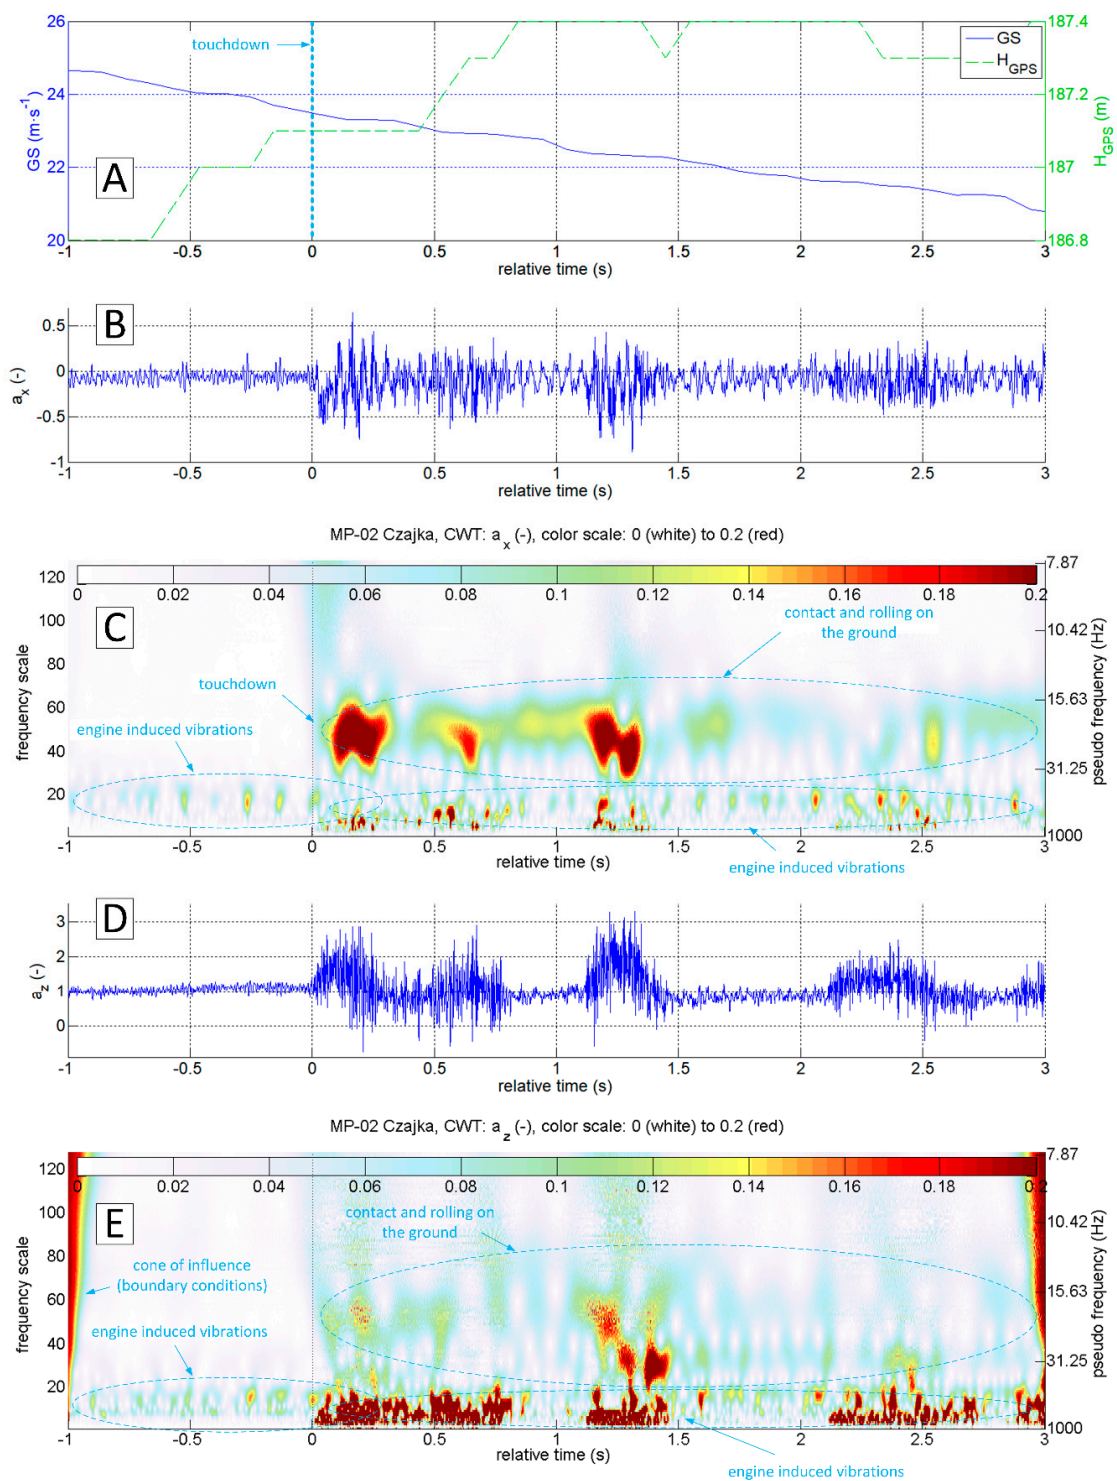 26
24
22
20
GS (m·s⁻¹)
touchdown
A
GS
H_GPS
187.4
187.2
187
186.8
H_GPS (m)
-1 -0.5 0 0.5 1 1.5 2 2.5 3
relative time (s)
B
0.5
0
-0.5
-1
a_x (-)
-1 -0.5 0 0.5 1 1.5 2 2.5 3
relative time (s)
MP-02 Czajka, CWT: a_x (-), color scale: 0 (white) to 0.2 (red)
0 0.02 0.04 0.06 0.08 0.1 0.12 0.14 0.16 0.18 0.2
C
120
100
80
60
40
20
frequency scale
7.87
10.42
15.63
31.25
1000
pseudo frequency (Hz)
contact and rolling on
the ground
touchdown
engine induced vibrations
engine induced vibrations
-1 -0.5 0 0.5 1 1.5 2 2.5 3
relative time (s)
D
3
2
1
0
a_z (-)
-1 -0.5 0 0.5 1 1.5 2 2.5 3
relative time (s)
MP-02 Czajka, CWT: a_z (-), color scale: 0 (white) to 0.2 (red)
0 0.02 0.04 0.06 0.08 0.1 0.12 0.14 0.16 0.18 0.2
E
120
100
80
60
40
20
frequency scale
7.87
10.42
15.63
31.25
1000
pseudo frequency (Hz)
contact and rolling on
the ground
cone of influence
(boundary conditions)
engine induced vibrations
-1 -0.5 0 0.5 1 1.5 2 2.5 3
relative time (s)
engine induced vibrations